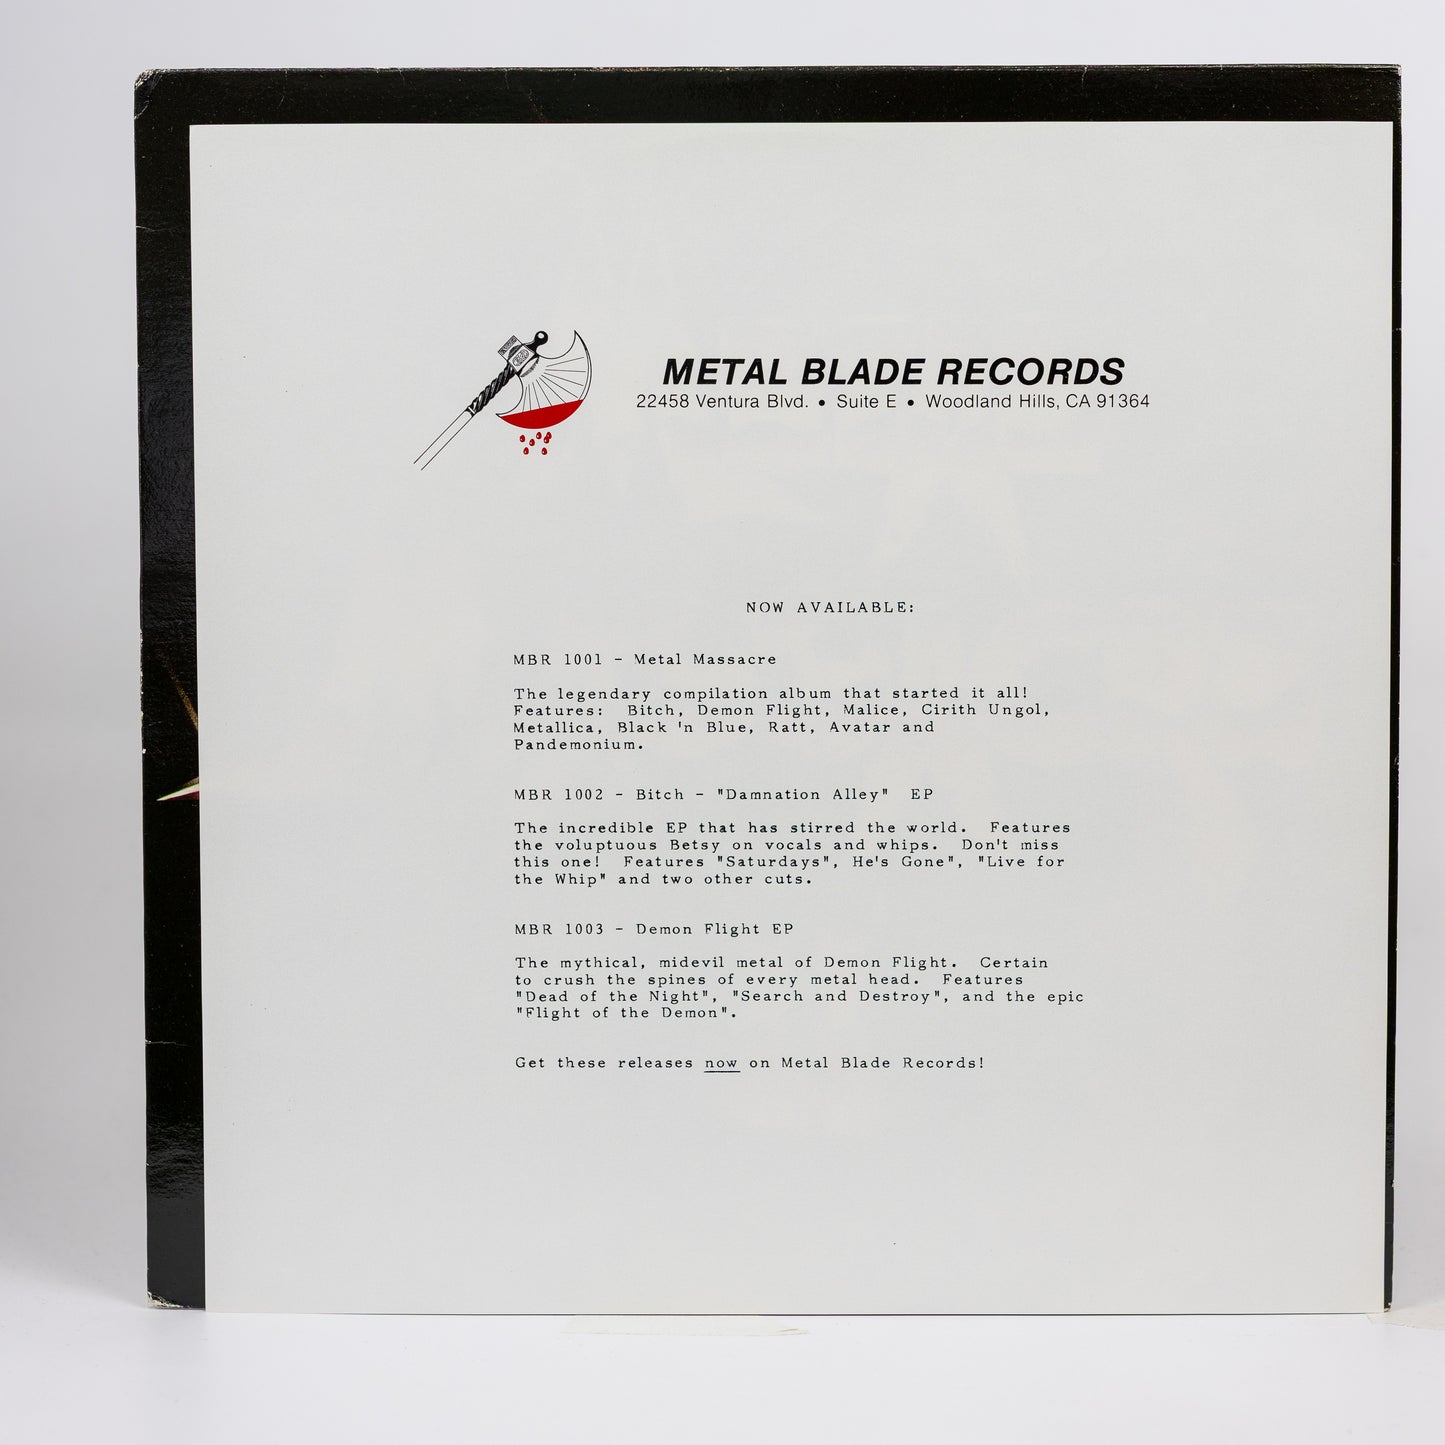 METAL BLADE RECORDS
22458 Ventura Blvd. • Suite E • Woodland Hills, CA 91364
NOW AVAILABLE:
MBR 1001 - Metal Massacre
The legendary compilation album that started it all!
Features: Bitch, Demon Flight, Malice, Cirith Ungol,
Metallica, Black 'n Blue, Ratt, Avatar and
Pandemonium.
MBR 1002 - Bitch - "Damnation Alley" EP
The incredible EP that has stirred the world. Features
the voluptuous Betsy on vocals and whips. Don't miss
this one! Features "Saturdays", He's Gone", "Live for
the Whip" and two other cuts.
MBR 1003 - Demon Flight EP
The mythical, midevil metal of Demon Flight. Certain
to crush the spines of every metal head. Features
"Dead of the Night", "Search and Destroy", and the epic
"Flight of the Demon".
Get these releases now on Metal Blade Records!